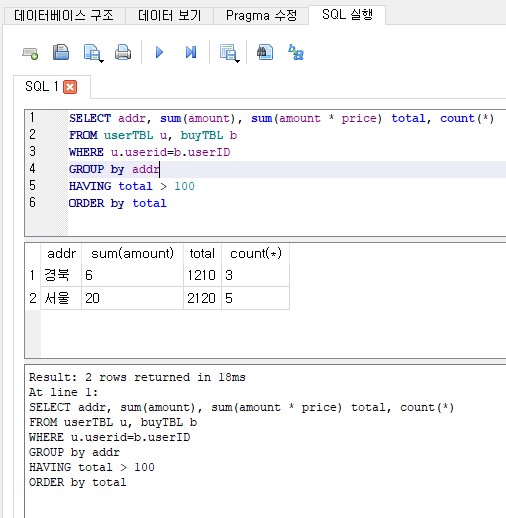 데이터베이스 구조 데이터 보기 Pragma 수정 SQL 실행
SQL 1
1 SELECT addr, sum(amount), sum(amount * price) total, count(*)
2 FROM userTBL u, buyTBL b
3 WHERE u.userid=b.userID
4 GROUP by addr
5 HAVING total > 100
6 ORDER by total
addr sum(amount) total count(*)
1 경북 6 1210 3
2 서울 20 2120 5
Result: 2 rows returned in 18ms
At line 1:
SELECT addr, sum(amount), sum(amount * price) total, count(*)
FROM userTBL u, buyTBL b
WHERE u.userid=b.userID
GROUP by addr
HAVING total > 100
ORDER by total